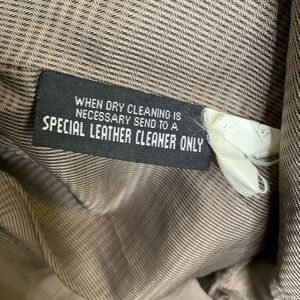 WHEN DRY CLEANING IS
NECESSARY SEND TO A
SPECIAL LEATHER CLEANER ONLY